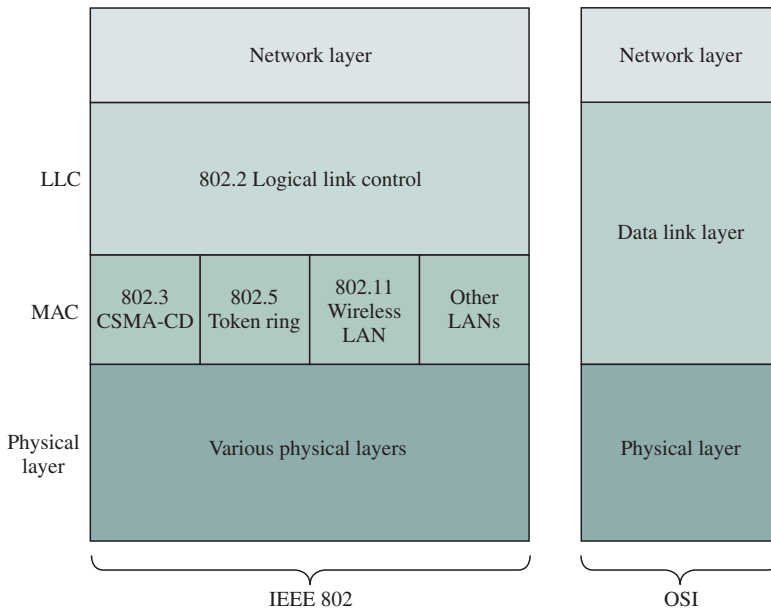 Network layer
Network layer
LLC
802.2 Logical link control
Data link layer
MAC
802.3
CSMA-CD
802.5
Token ring
802.11
Wireless
LAN
Other
LANs
Physical
layer
Various physical layers
Physical layer
IEEE 802
OSI